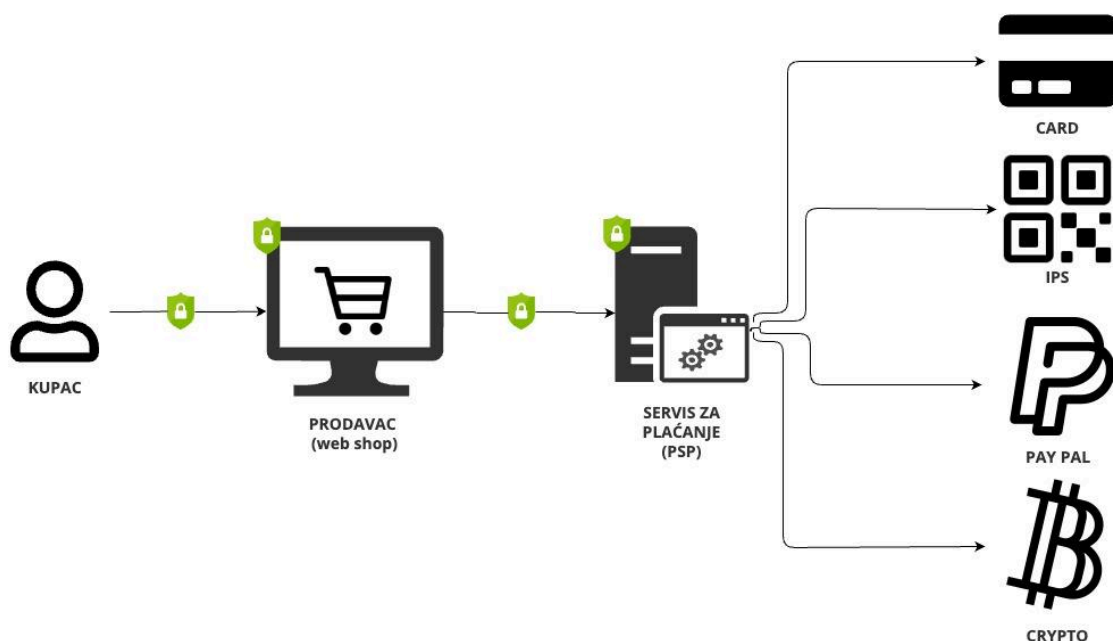 KUPAC
PRODAVAC
(web shop)
SERVIS ZA
PLAĆANJE
(PSP)
CARD
IPS
PAY PAL
CRYPTO